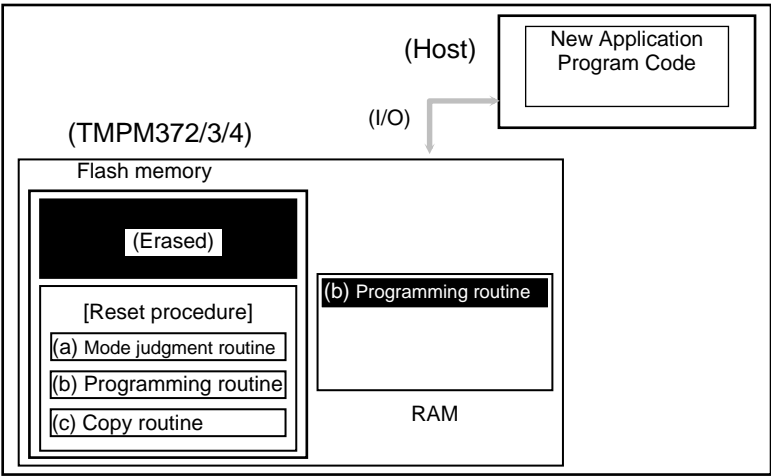 (Host)
New Application
Program Code
(I/O)
(TMPM372/3/4)
Flash memory
(Erased)
[Reset procedure]
(a) Mode judgment routine
(b) Programming routine
(c) Copy routine
(b) Programming routine
RAM